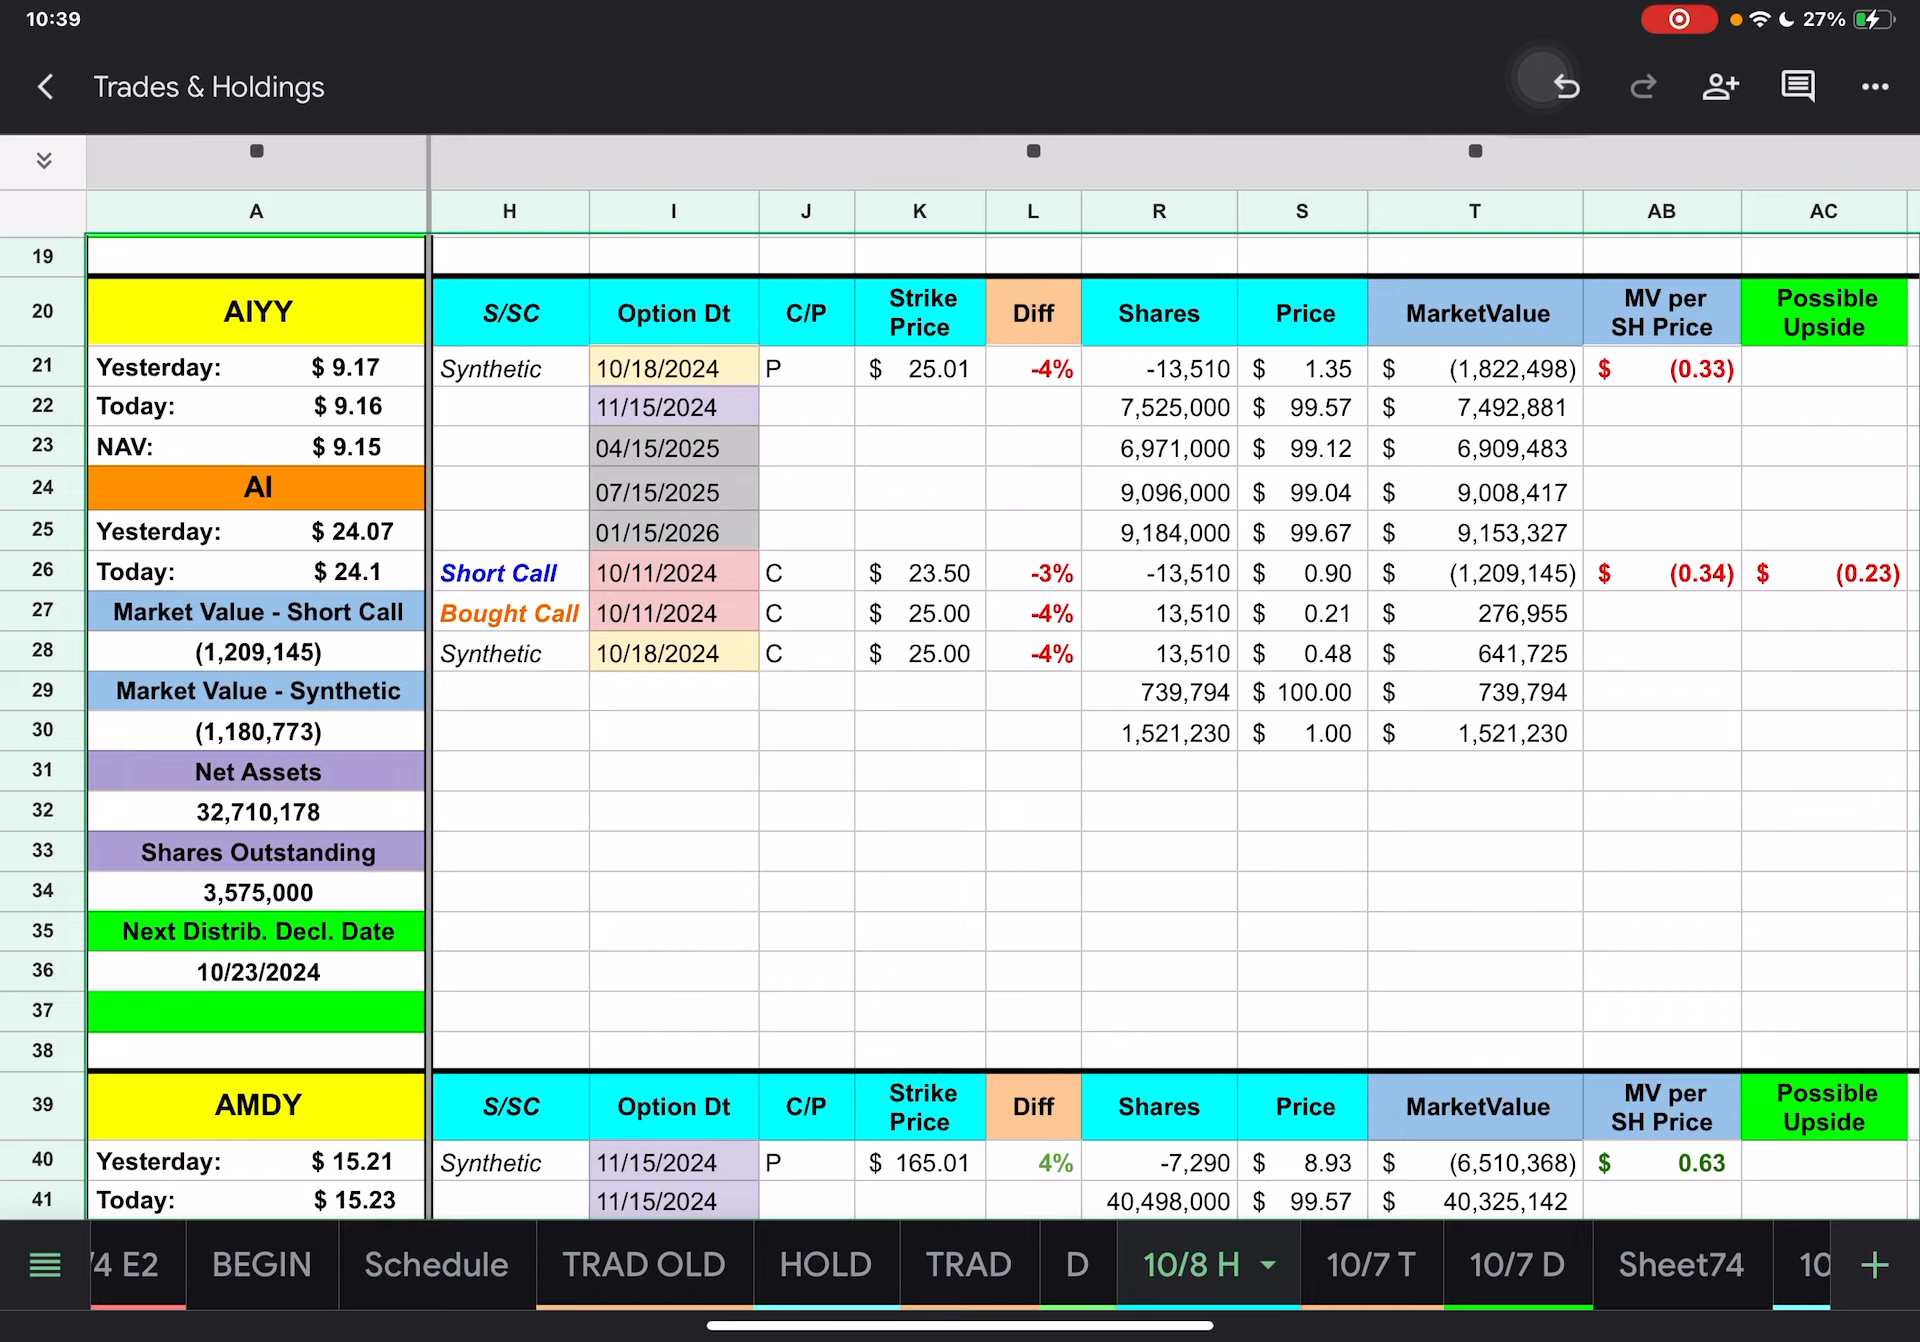 10:39
27%
Trades & Holdings
A H I J K L R S T AB AC
19
20 AIYY S/SC Option Dt C/P Strike Price Diff Shares Price MarketValue MV per SH Price Possible Upside
21 Yesterday: $ 9.17 Synthetic 10/18/2024 P $ 25.01 -4% -13,510 $ 1.35 $ (1,822,498) $ (0.33)
22 Today: $ 9.16 11/15/2024 7,525,000 $ 99.57 $ 7,492,881
23 NAV: $ 9.15 04/15/2025 6,971,000 $ 99.12 $ 6,909,483
24 AI 07/15/2025 9,096,000 $ 99.04 $ 9,008,417
25 Yesterday: $ 24.07 01/15/2026 9,184,000 $ 99.67 $ 9,153,327
26 Today: $ 24.1 Short Call 10/11/2024 C $ 23.50 -3% -13,510 $ 0.90 $ (1,209,145) $ (0.34) $ (0.23)
27 Market Value - Short Call Bought Call 10/11/2024 C $ 25.00 -4% 13,510 $ 0.21 $ 276,955
28 (1,209,145) Synthetic 10/18/2024 C $ 25.00 -4% 13,510 $ 0.48 $ 641,725
29 Market Value - Synthetic 739,794 $ 100.00 $ 739,794
30 (1,180,773) 1,521,230 $ 1.00 $ 1,521,230
31 Net Assets
32 32,710,178
33 Shares Outstanding
34 3,575,000
35 Next Distrib. Decl. Date
36 10/23/2024
37
38
39 AMDY S/SC Option Dt C/P Strike Price Diff Shares Price MarketValue MV per SH Price Possible Upside
40 Yesterday: $ 15.21 Synthetic 11/15/2024 P $ 165.01 4% -7,290 $ 8.93 $ (6,510,368) $ 0.63
41 Today: $ 15.23 11/15/2024 40,498,000 $ 99.57 $ 40,325,142
/4 E2 BEGIN Schedule TRAD OLD HOLD TRAD D 10/8 H 10/7 T 10/7 D Sheet74 10